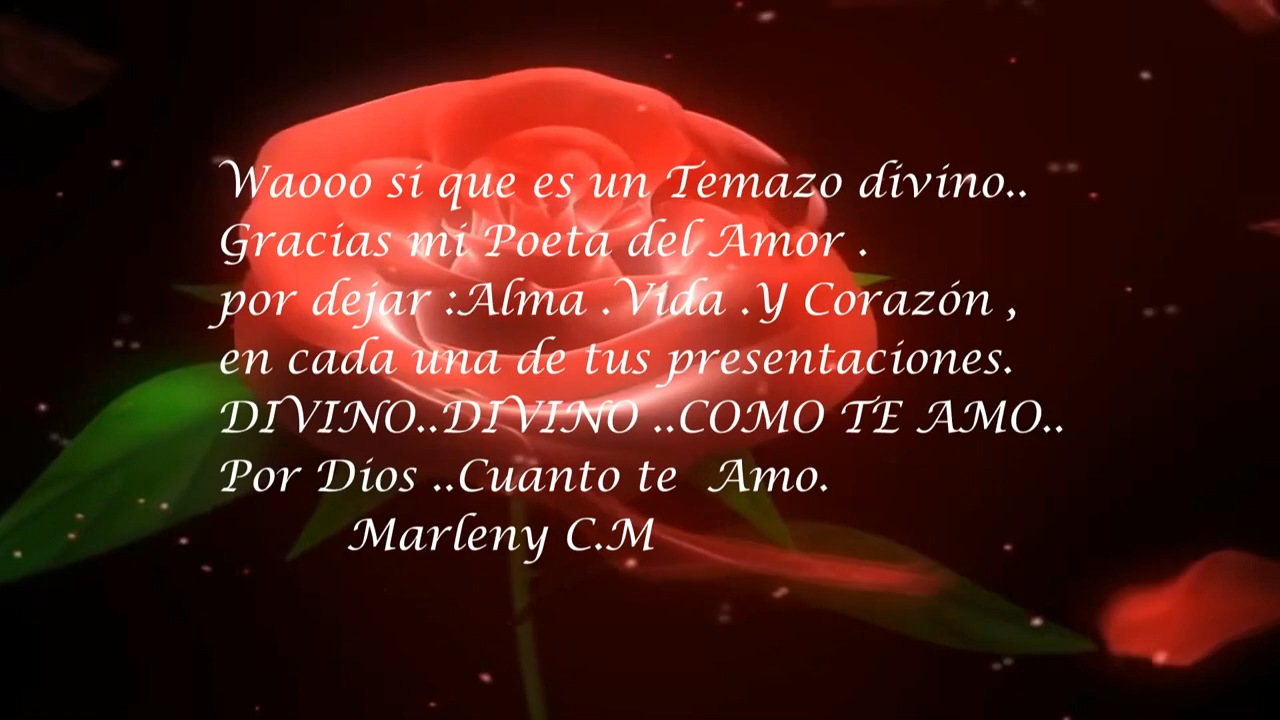 Waooo si que es un Temazo divino..
Gracias mi Poeta del Amor .
por dejar :Alma .Vida .Y Corazón ,
en cada una de tus presentaciones.
DIVINO..DIVINO ..COMO TE AMO..
Por Dios ..Cuanto te  Amo.
Marleny C.M